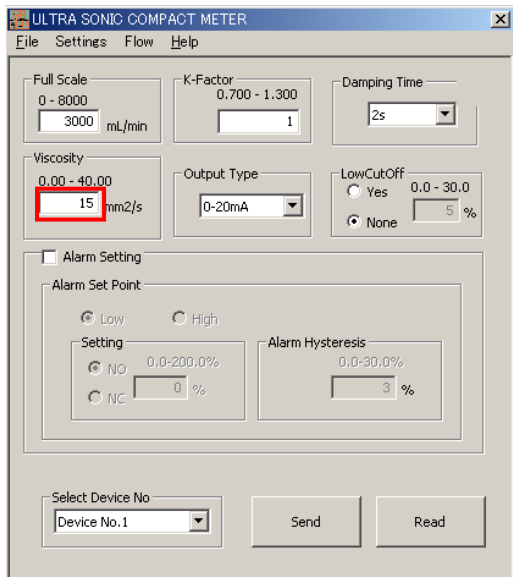 ULTRA SONIC COMPACT METER
File Settings Flow Help
Full Scale
0 - 8000
3000 mL/min
K-Factor
0.700 - 1.300
1
Damping Time
2s
Viscosity
0.00 - 40.00
15 mm2/s
Output Type
0-20mA
LowCutOff
Yes 0.0 - 30.0
None 5 %
Alarm Setting
Alarm Set Point
Low High
Setting
NO 0.0-200.0%
NC 0 %
Alarm Hysteresis
0.0-30.0%
3 %
Select Device No
Device No.1
Send
Read